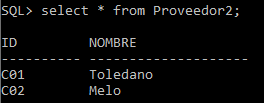 SQL> select * from Proveedor2;
ID NOMBRE
---------- --------------------
C01 Toledano
C02 Melo